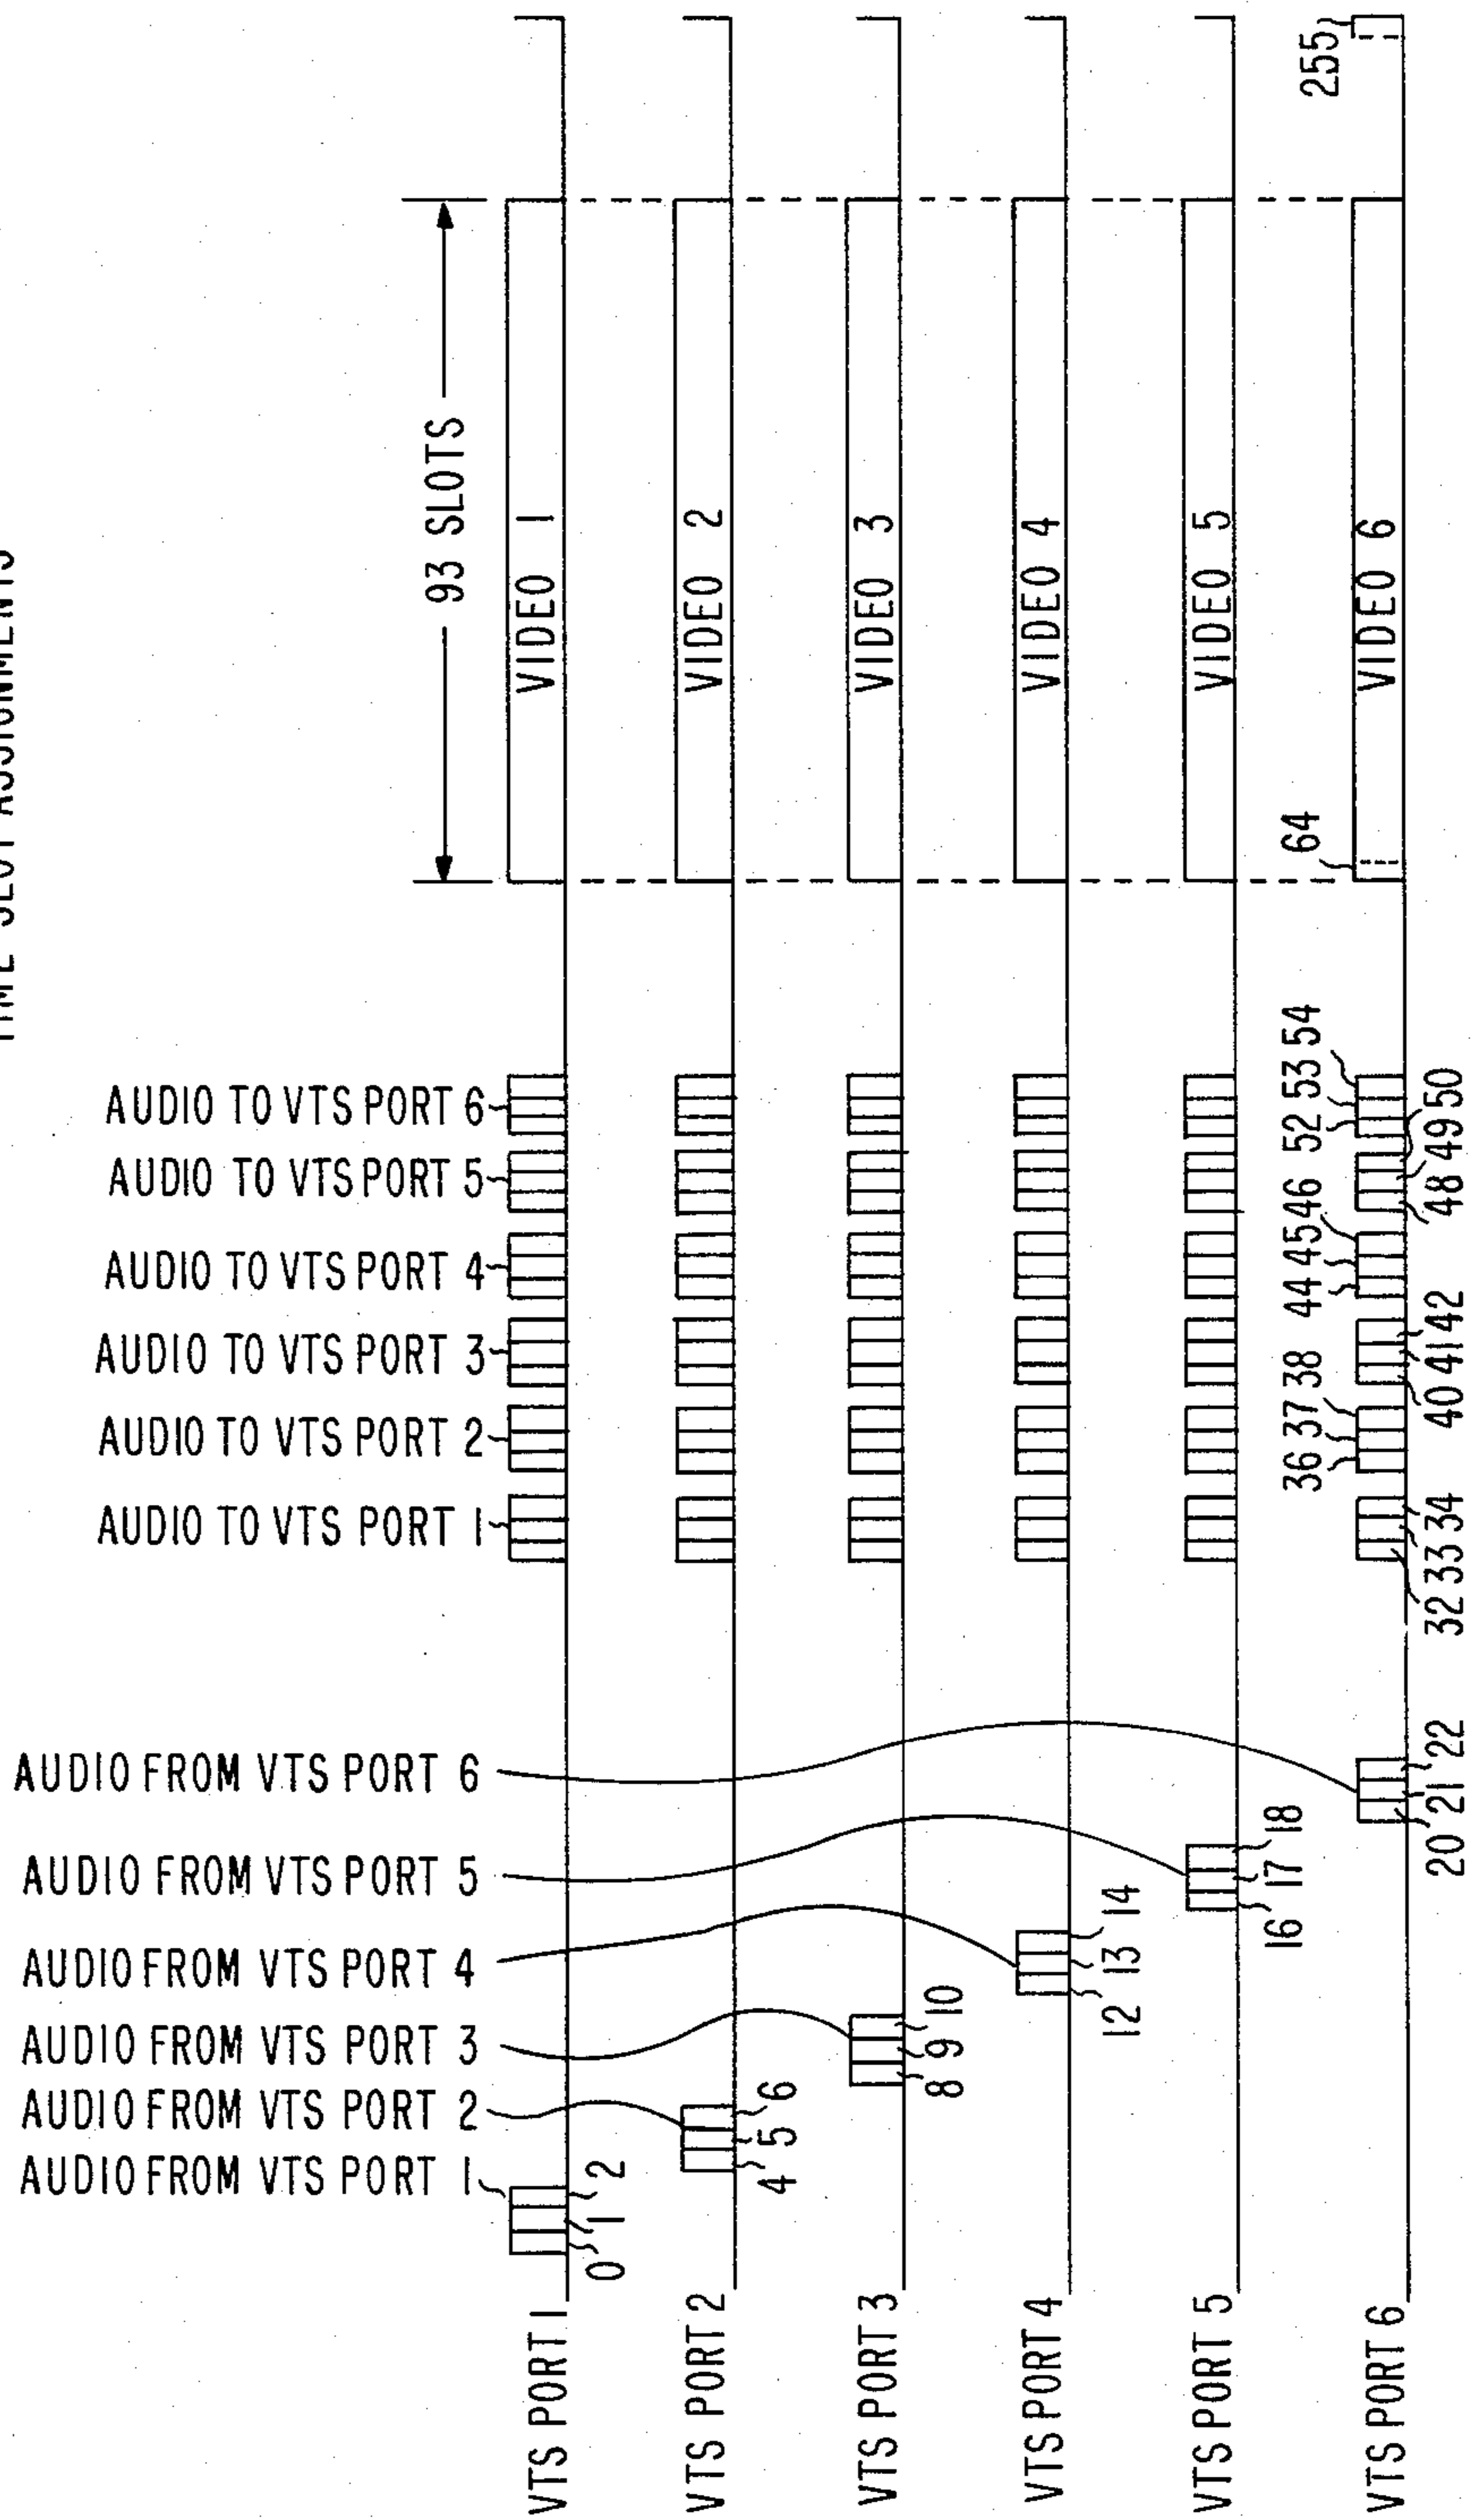 TIME SLOT ASSIGNMENTS
AUDIO FROM VTS PORT 6
AUDIO FROM VTS PORT 5
AUDIO FROM VTS PORT 4
AUDIO FROM VTS PORT 3
AUDIO FROM VTS PORT 2
AUDIO FROM VTS PORT 1
AUDIO TO VTS PORT 1
AUDIO TO VTS PORT 2
AUDIO TO VTS PORT 3
AUDIO TO VTS PORT 4
AUDIO TO VTS PORT 5
AUDIO TO VTS PORT 6
93 SLOTS
VTS PORT 1
VIDEO 1
0 1 2
VTS PORT 2
VIDEO 2
4 5 6
VTS PORT 3
VIDEO 3
8 9 10
VTS PORT 4
VIDEO 4
12 13 14
VTS PORT 5
VIDEO 5
16 17 18
36 37 38
44 45 46
52 53 54
64
255
VTS PORT 6
VIDEO 6
20 21 22
32 33 34
40 41 42
48 49 50